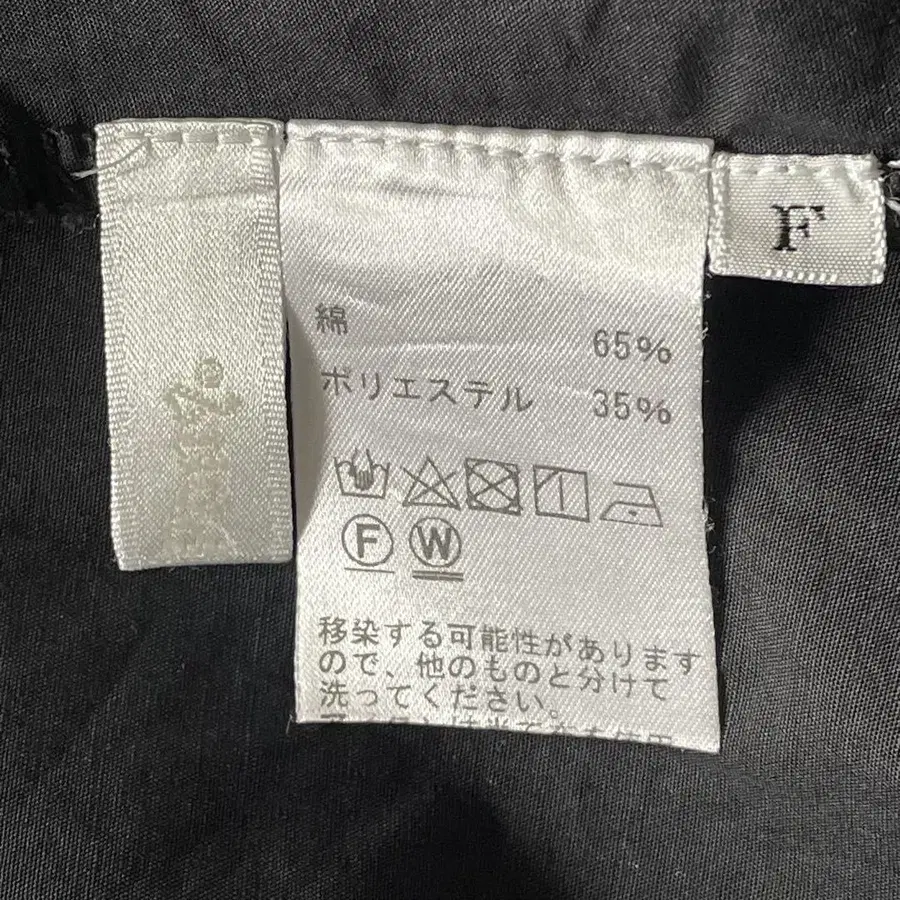 F
綿 65%
ポリエステル 35%
F W
移染する可能性があります
ので、他のものと分けて
洗ってください。